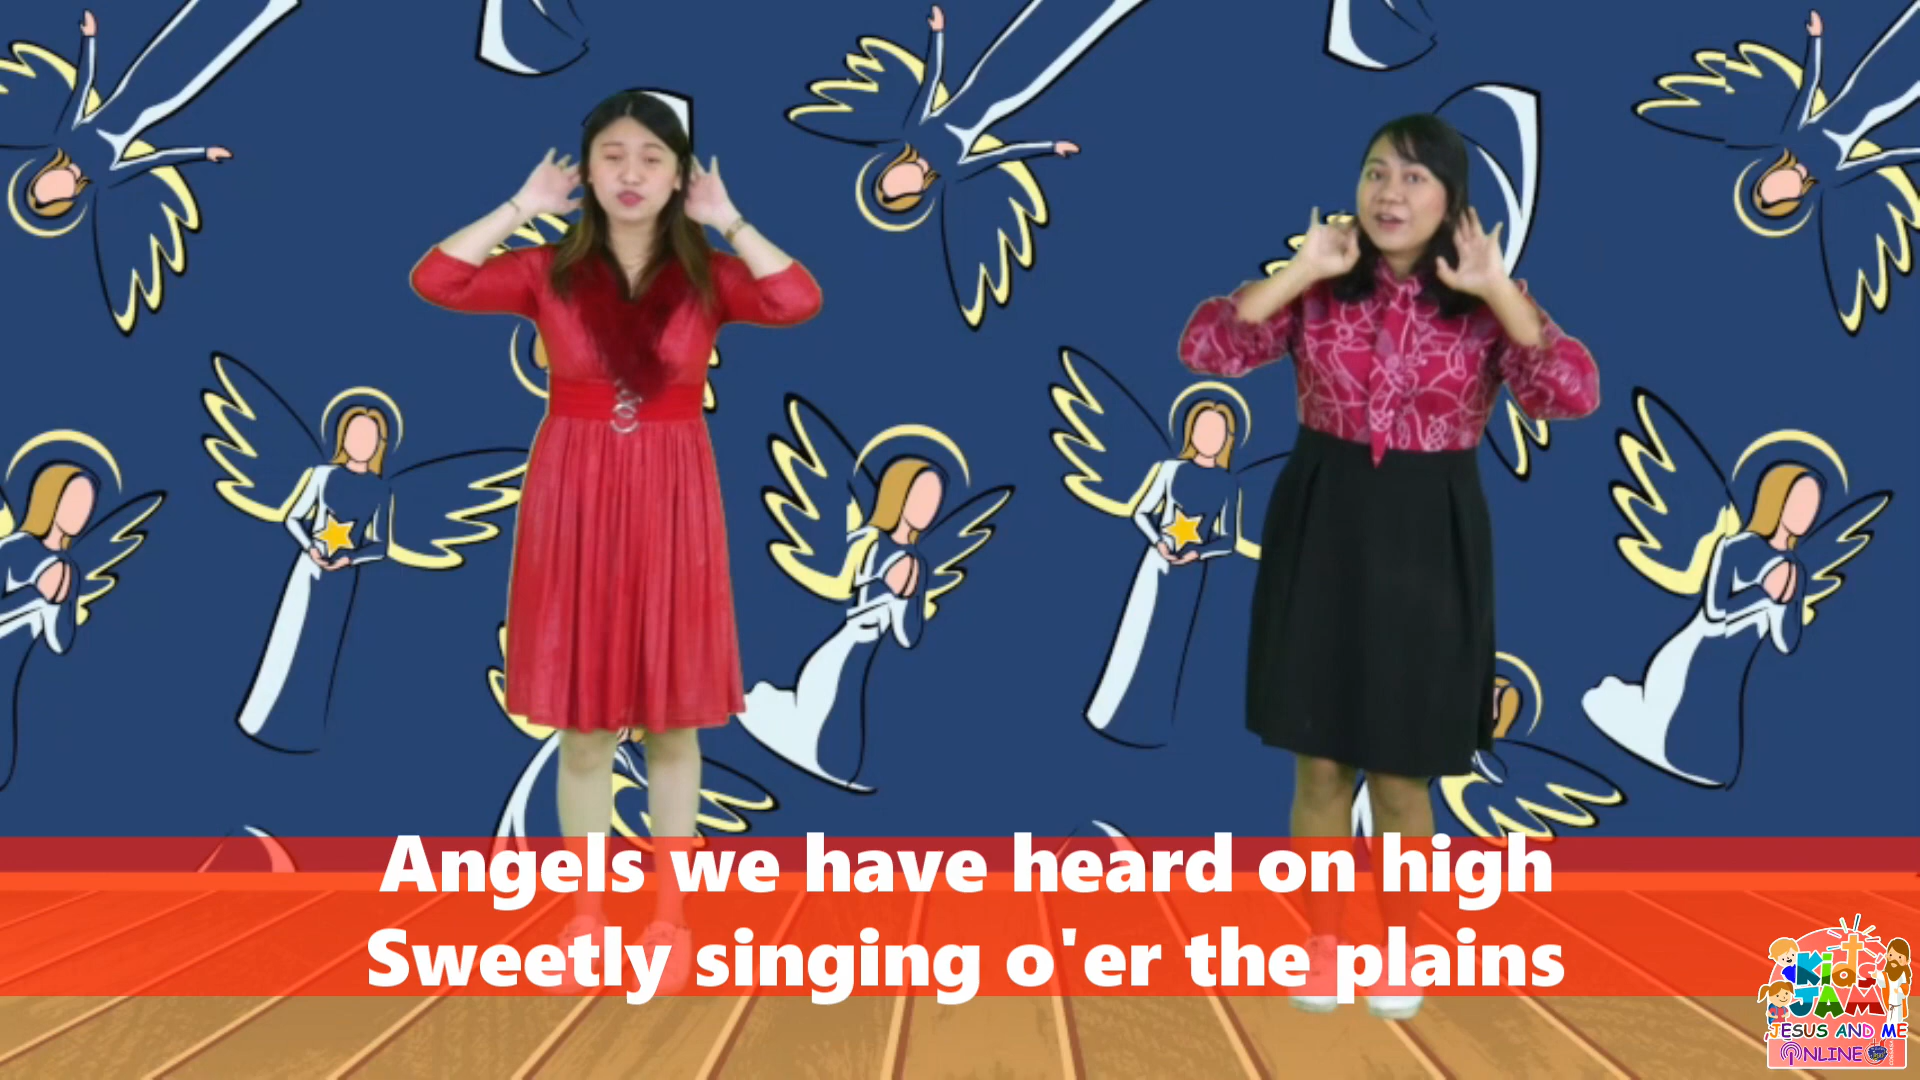 Angels we have heard on high
Sweetly singing o'er the plains
Kids
JAM
JESUS AND ME
ONLINE